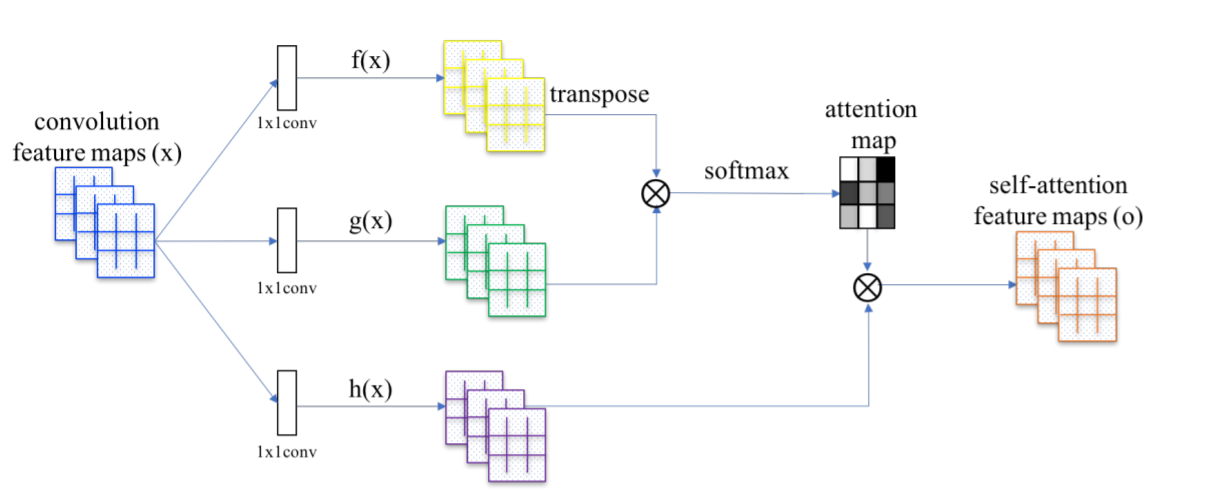 convolution
feature maps (x)
f(x)
1x1conv
transpose
g(x)
1x1conv
h(x)
1x1conv
softmax
attention
map
self-attention
feature maps (o)